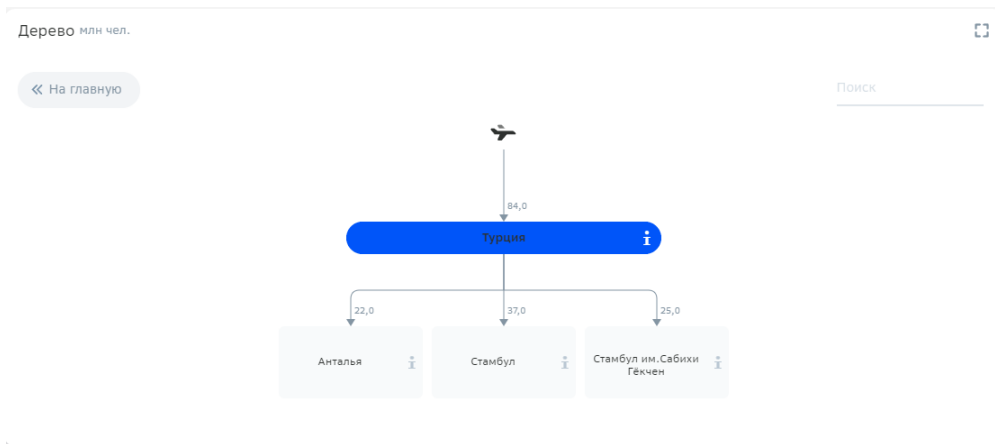 Дерево млн чел.
На главную
Поиск
84,0
Турция
22,0
37,0
25,0
Анталья
Стамбул
Стамбул им.Сабихи
Гёкчен